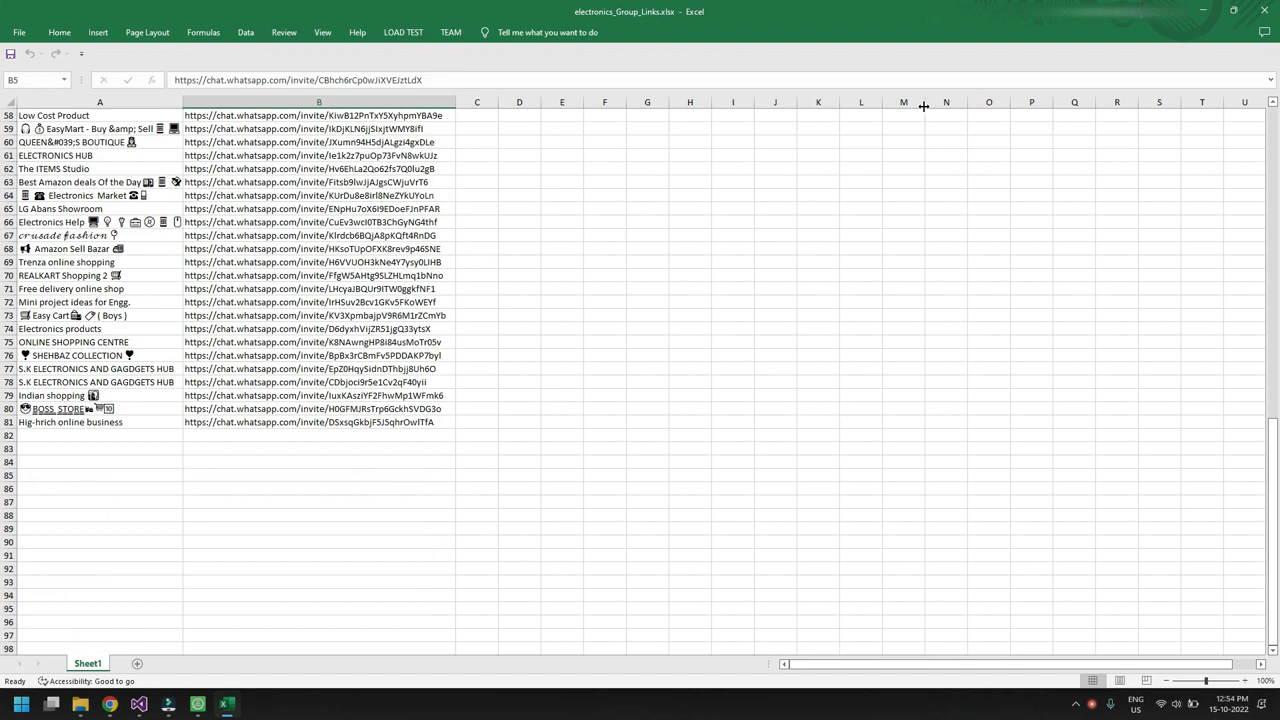 electronics_Group_Links.xlsx - Excel
File Home Insert Page Layout Formulas Data Review View Help LOAD TEST TEAM Tell me what you want to do
B5 fx https://chat.whatsapp.com/invite/CBhch6rCp0wJiXVEJztLdX
A B C D E F G H I J K L M N O P Q R S T U
58 Low Cost Product https://chat.whatsapp.com/invite/KiwB12PnTxY5XyhpmYBA9e
59 EasyMart - Buy &amp; Sell https://chat.whatsapp.com/invite/IkDjKLN6jjSIxjtWMY8ifI
60 QUEEN&#039;S BOUTIQUE https://chat.whatsapp.com/invite/JXumn94H5djALgzi4gxDLe
61 ELECTRONICS HUB https://chat.whatsapp.com/invite/Ie1k2z7puOp73FvN8wkUJz
62 The ITEMS Studio https://chat.whatsapp.com/invite/Hv6EhLa2Qo62fs7Q0lu2gB
63 Best Amazon deals Of the Day https://chat.whatsapp.com/invite/Fitsb9lwJjAJgsCWjuVrT6
64 Electronics Market https://chat.whatsapp.com/invite/KUrDu8e8irl8NeZYkUYoLn
65 LG Abans Showroom https://chat.whatsapp.com/invite/ENpHu7oX6I9EDoeFJnPFAR
66 Electronics Help https://chat.whatsapp.com/invite/CuEv3wcI0TB3ChGyNG4thf
67 crusade fashion https://chat.whatsapp.com/invite/KIrdcb6BQjA8pKQft4RnDG
68 Amazon Sell Bazar https://chat.whatsapp.com/invite/HKsoTUpOFXK8rev9p46SNE
69 Trenza online shopping https://chat.whatsapp.com/invite/H6VVUOH3kNe4Y7ysy0LIHB
70 REALKART Shopping 2 https://chat.whatsapp.com/invite/FfgW5AHtg9SLZHLmq1bNno
71 Free delivery online shop https://chat.whatsapp.com/invite/LHcyaJBQUr9ITW0ggkfNF1
72 Mini project ideas for Engg. https://chat.whatsapp.com/invite/IrHSuv2Bcv1GKv5FKoWEYf
73 Easy Cart ( Boys ) https://chat.whatsapp.com/invite/KV3XpmbajpV9R6M1rZCmYb
74 Electronics products https://chat.whatsapp.com/invite/D6dyxhVijZR51jgQ33ytsX
75 ONLINE SHOPPING CENTRE https://chat.whatsapp.com/invite/K8NAwngHP8i84usMoTr05v
76 SHEHBAZ COLLECTION https://chat.whatsapp.com/invite/BpBx3rCBmFv5PDDAKP7byl
77 S.K ELECTRONICS AND GAGDGETS HUB https://chat.whatsapp.com/invite/EpZ0HqySidnDThbjj8Uh6O
78 S.K ELECTRONICS AND GAGDGETS HUB https://chat.whatsapp.com/invite/CDbjoci9r5e1Cv2qF40yii
79 Indian shopping https://chat.whatsapp.com/invite/IuxKAsziYF2FhwMp1WFmk6
80 BOSS STORE https://chat.whatsapp.com/invite/H0GFMJRsTrp6GckhSVDG3o
81 Hig-hrich online business https://chat.whatsapp.com/invite/DSxsqGkbjF5J5qhrOwlTfA
82
83
84
85
86
87
88
89
90
91
92
93
94
95
96
97
98
Sheet1
Ready Accessibility: Good to go 100%
ENG 12:54 PM
US 15-10-2022